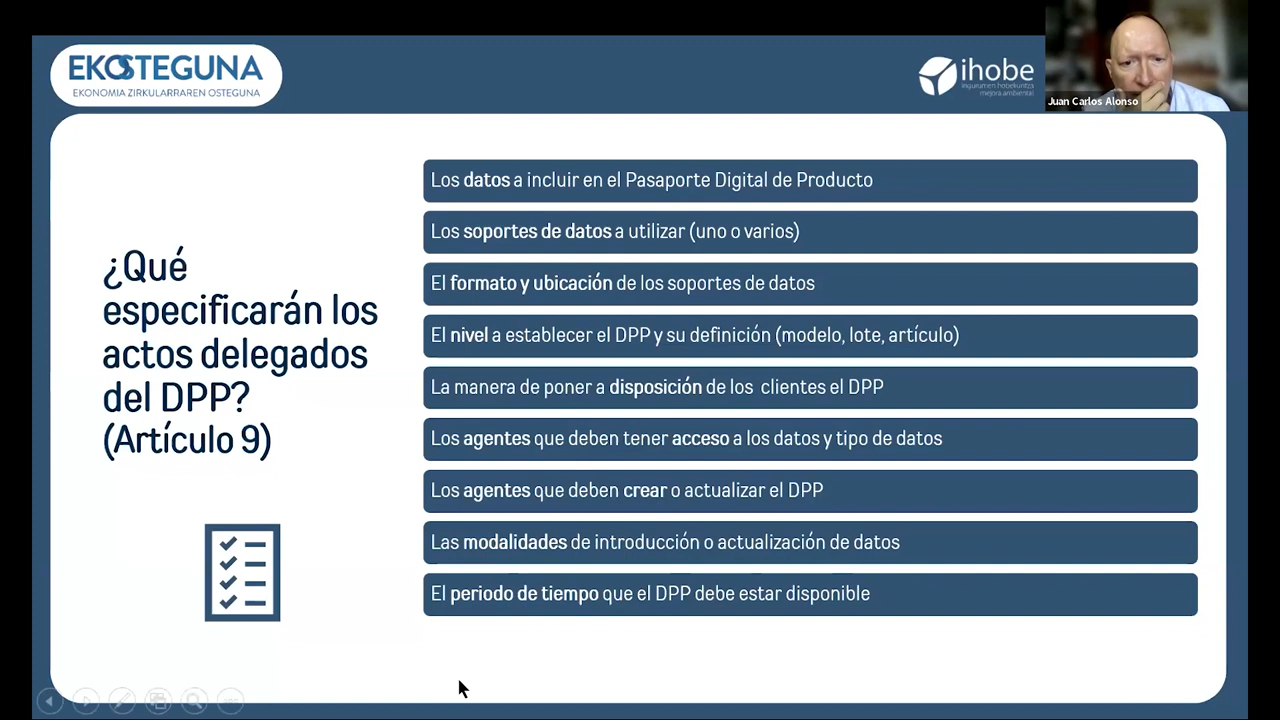 EKOSTEGUNA
EKONOMIA ZIRKULARRAREN OSTEGUNA
ihobe
ingurumen hobekuntza
mejora ambiental
Juan Carlos Alonso
¿Qué
especificarán los
actos delegados
del DPP?
(Artículo 9)
Los datos a incluir en el Pasaporte Digital de Producto
Los soportes de datos a utilizar (uno o varios)
El formato y ubicación de los soportes de datos
El nivel a establecer el DPP y su definición (modelo, lote, artículo)
La manera de poner a disposición de los clientes el DPP
Los agentes que deben tener acceso a los datos y tipo de datos
Los agentes que deben crear o actualizar el DPP
Las modalidades de introducción o actualización de datos
El periodo de tiempo que el DPP debe estar disponible